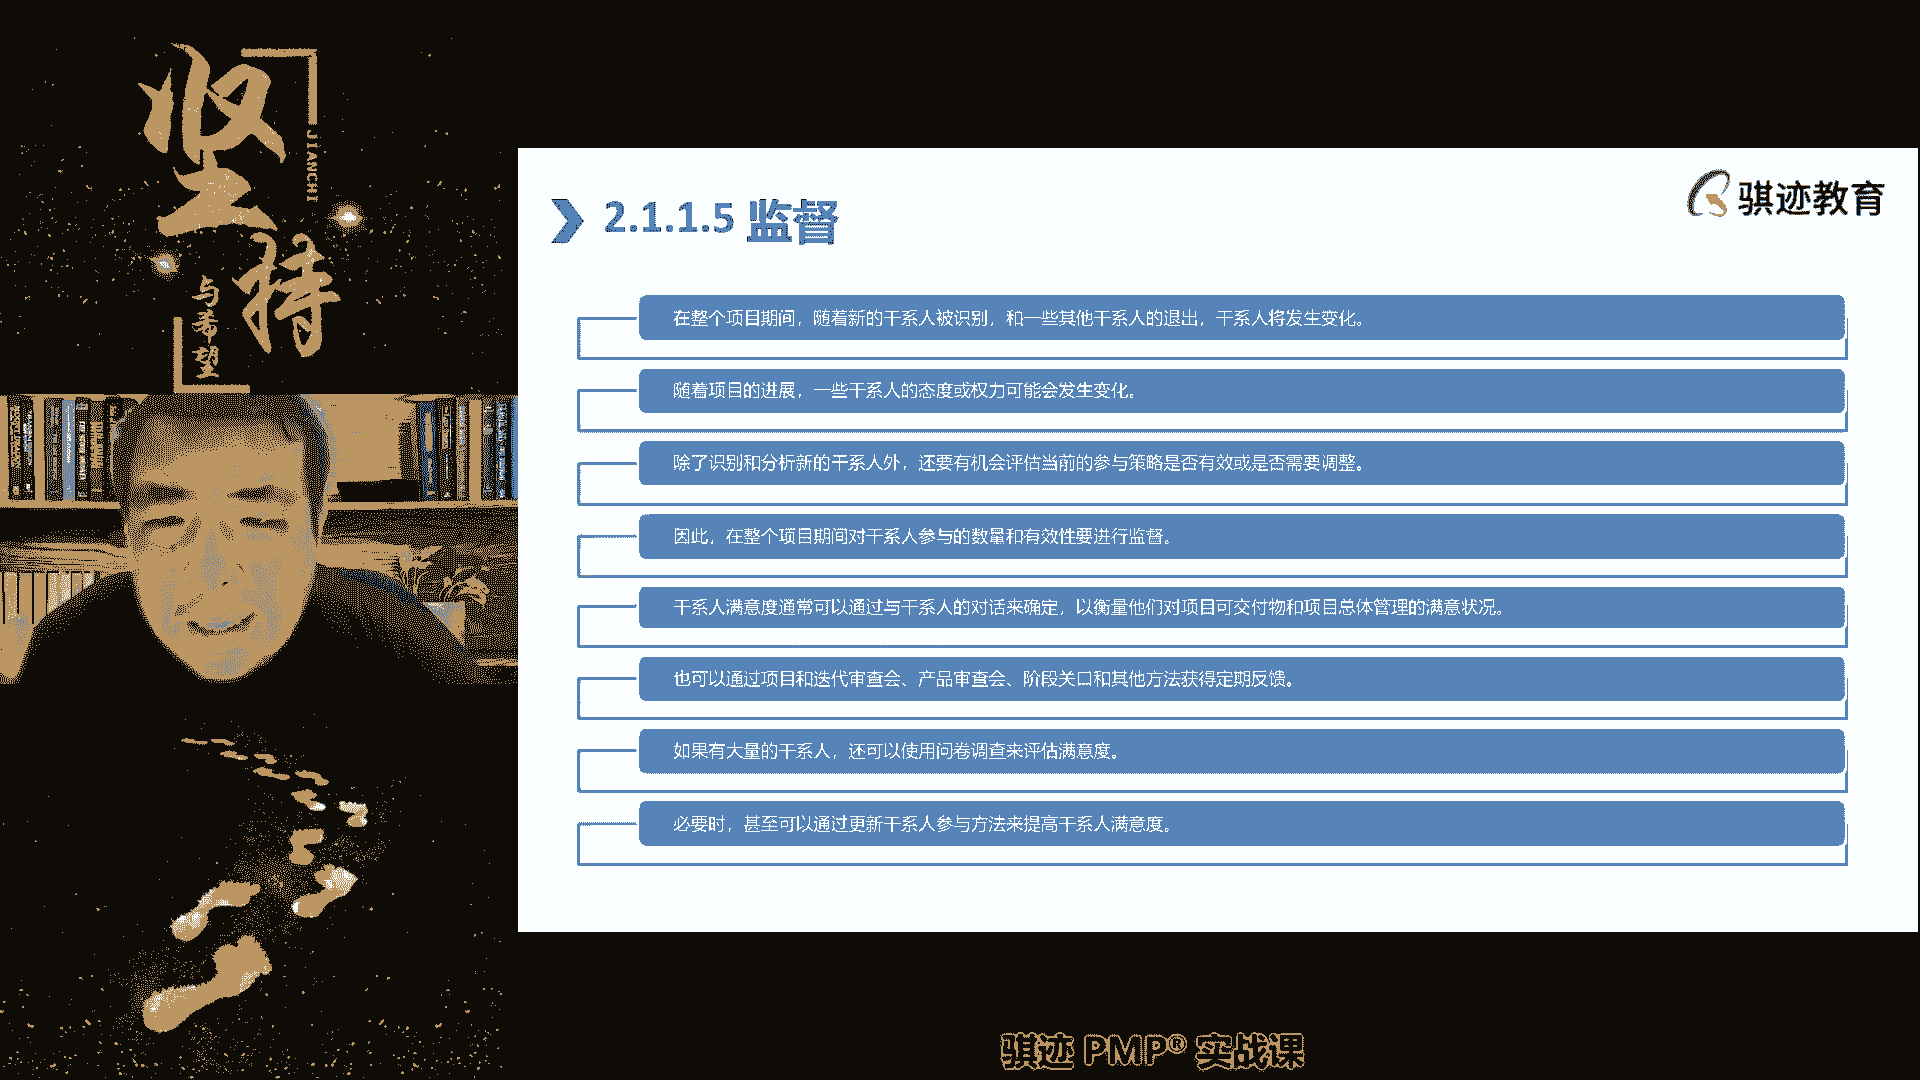 坚持
JIANCHI
与希望
骐迹教育
2.1.1.5 监督
在整个项目期间，随着新的干系人被识别，和一些其他干系人的退出，干系人将发生变化。
随着项目的进展，一些干系人的态度或权力可能会发生变化。
除了识别和分析新的干系人外，还要有机会评估当前的参与策略是否有效或是否需要调整。
因此，在整个项目期间对干系人参与的数量和有效性要进行监督。
干系人满意度通常可以通过与干系人的对话来确定，以衡量他们对项目可交付物和项目总体管理的满意状况。
也可以通过项目和迭代审查会、产品审查会、阶段关口和其他方法获得定期反馈。
如果有大量的干系人，还可以使用问卷调查来评估满意度。
必要时，甚至可以通过更新干系人参与方法来提高干系人满意度。
骐迹 PMP® 实战课